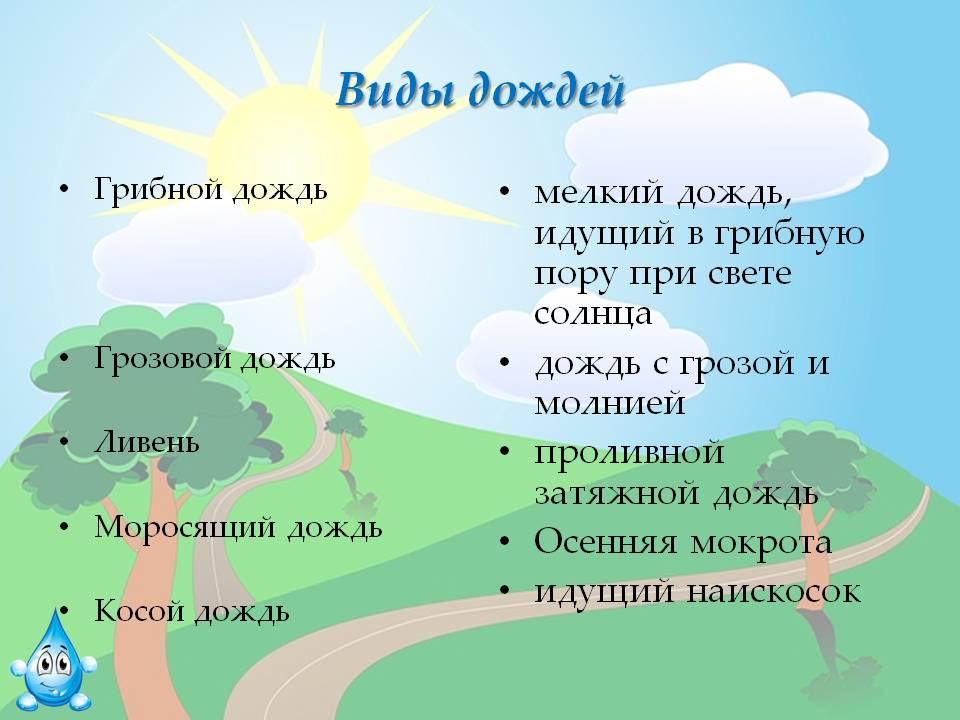 Виды дождей
• Грибной дождь
• Грозовой дождь
• Ливень
• Моросящий дождь
• Косой дождь
• мелкий дождь,
идущий в грибную
пору при свете
солнца
• дождь с грозой и
молнией
• проливной
затяжной дождь
• Осенняя мокрота
• идущий наискосок